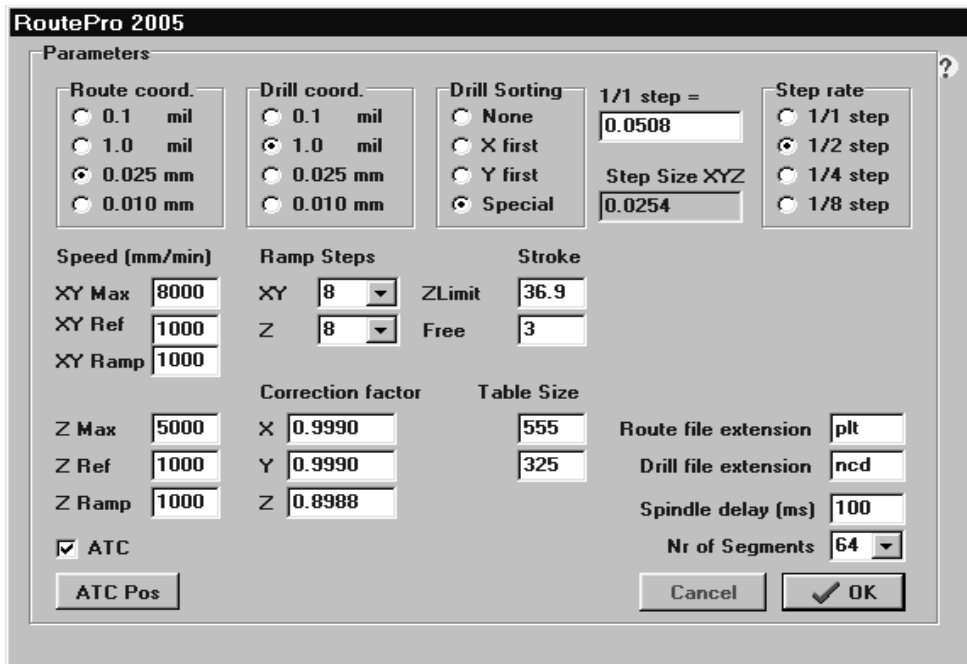 RoutePro 2005
?
Parameters
Route coord.
0.1 mil
1.0 mil
0.025 mm
0.010 mm
Drill coord.
0.1 mil
1.0 mil
0.025 mm
0.010 mm
Drill Sorting
None
X first
Y first
Special
1/1 step =
0.0508
Step Size XYZ
0.0254
Step rate
1/1 step
1/2 step
1/4 step
1/8 step
Speed (mm/min)
XY Max 8000
XY Ref 1000
XY Ramp 1000
Ramp Steps
XY 8
Z 8
Stroke
ZLimit 36.9
Free 3
Z Max 5000
Z Ref 1000
Z Ramp 1000
Correction factor
X 0.9990
Y 0.9990
Z 0.8988
Table Size
555
325
Route file extension plt
Drill file extension ncd
Spindle delay (ms) 100
Nr of Segments 64
ATC
ATC Pos
Cancel
OK